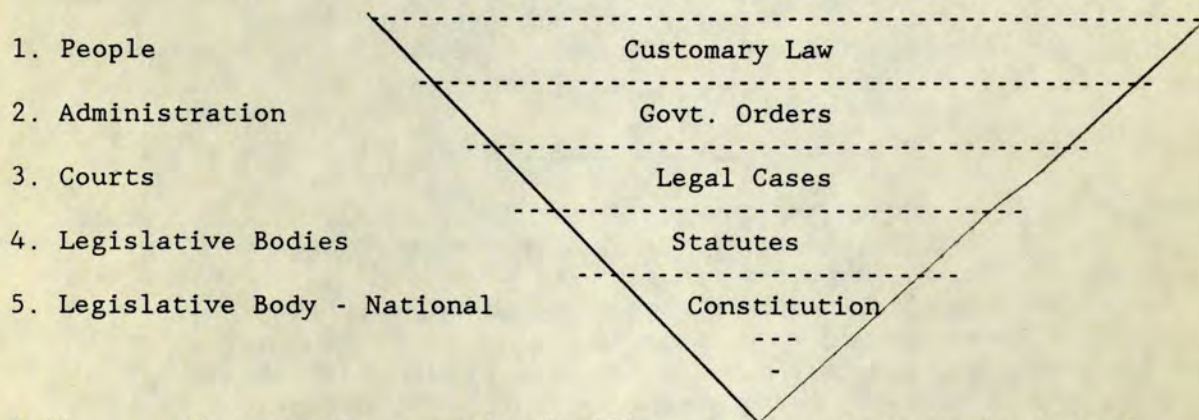 1. People Customary Law
2. Administration Govt. Orders
3. Courts Legal Cases
4. Legislative Bodies Statutes
5. Legislative Body - National Constitution